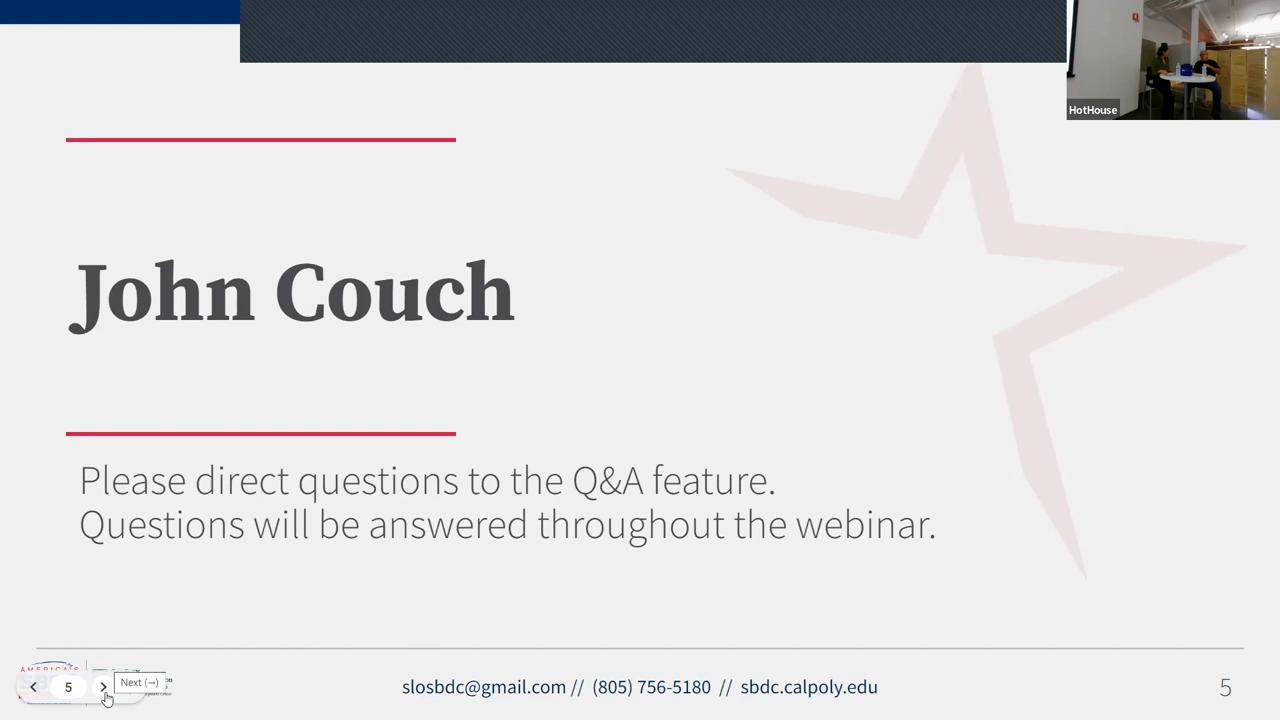 HotHouse
John Couch
Please direct questions to the Q&A feature.
Questions will be answered throughout the webinar.
AMERICA'S
5
Next (→)
slosbdc@gmail.com // (805) 756-5180 // sbdc.calpoly.edu
5